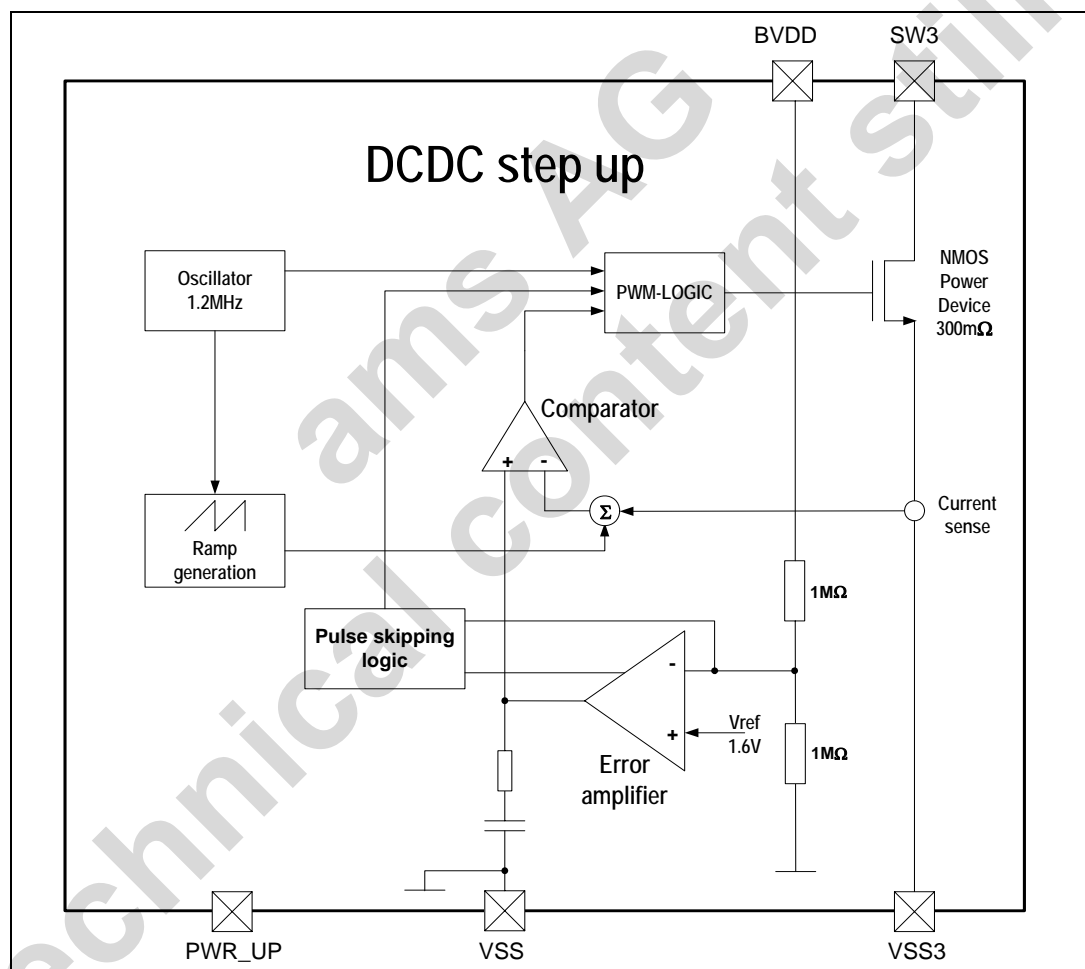 BVDD
SW3
DCDC step up
Oscillator
1.2MHz
PWM-LOGIC
NMOS
Power
Device
300mΩ
Comparator
+ -
Σ
Current
sense
Ramp
generation
1MΩ
Pulse skipping
logic
-
+
Vref
1.6V
1MΩ
Error
amplifier
PWR_UP
VSS
VSS3
ams AG
technical content still